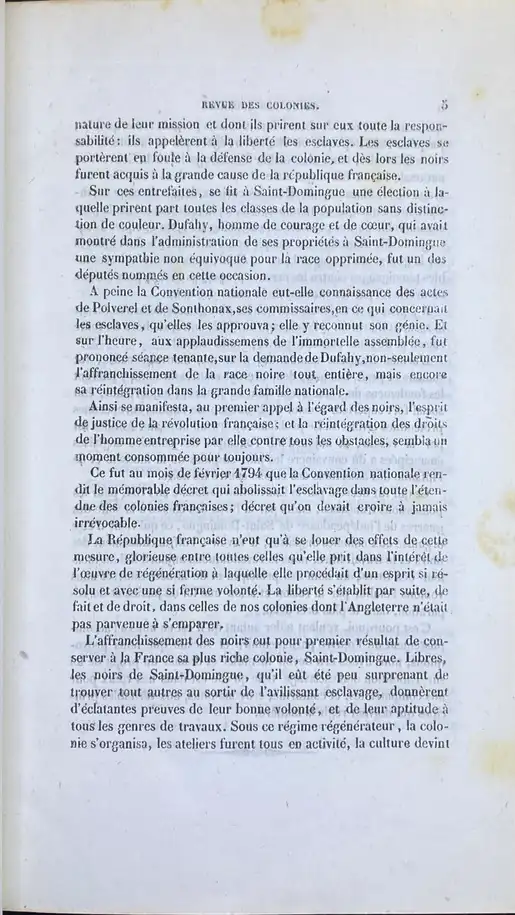 REVUE DES COLONIES. 5
nature de leur mission et dont ils prirent sur eux toute la respon-
sabilité: ils appelèrent à la liberté les esclaves. Les esclaves se
portèrent en foule à la défense de la colonie, et dès lors les noirs
furent acquis à la grande cause de la république française.
Sur ces entrefaites, se fit à Saint-Domingue une élection à la-
quelle prirent part toutes les classes de la population sans distinc-
tion de couleur. Dufahy, homme de courage et de cœur, qui avait
montré dans l'administration de ses propriétés à Saint-Domingue
une sympathie non équivoque pour la race opprimée, fut un des
députés nommés en cette occasion.
A peine la Convention nationale eut-elle connaissance des actes
de Polverel et de Sonthonax, ses commissaires, en ce qui concernait
les esclaves, qu'elles les approuva; elle y reconnut son génie. Et
sur l'heure, aux applaudissemens de l'immortelle assemblée, fut
prononcé séance tenante, sur la demande de Dufahy, non-seulement
l'affranchissement de la race noire tout entière, mais encore
sa réintégration dans la grande famille nationale.
Ainsi se manifesta, au premier appel à l'égard des noirs, l'esprit
de justice de la révolution française; et la réintégration des droits
de l'homme entreprise par elle contre tous les obstacles, sembla un
moment consommée pour toujours.
Ce fut au mois de février 1794 que la Convention nationale ren-
dit le mémorable décret qui abolissait l'esclavage dans toute l'éten-
due des colonies françaises; décret qu'on devait croire à jamais
irrévocable.
La République française n'eut qu'à se louer des effets de cette
mesure, glorieuse entre toutes celles qu'elle prit dans l'intérêt de
l'œuvre de régénération à laquelle elle procédait d'un esprit si ré-
solu et avec une si ferme volonté. La liberté s'établit par suite, de
fait et de droit, dans celles de nos colonies dont l'Angleterre n'était
pas parvenue à s'emparer.
L'affranchissement des noirs eut pour premier résultat de con-
server à la France sa plus riche colonie, Saint-Domingue. Libres,
les noirs de Saint-Domingue, qu'il eût été peu surprenant de
trouver tout autres au sortir de l'avilissant esclavage, donnèrent
d'éclatantes preuves de leur bonne volonté, et de leur aptitude à
tous les genres de travaux. Sous ce régime régénérateur, la colo-
nie s'organisa, les ateliers furent tous en activité, la culture devint